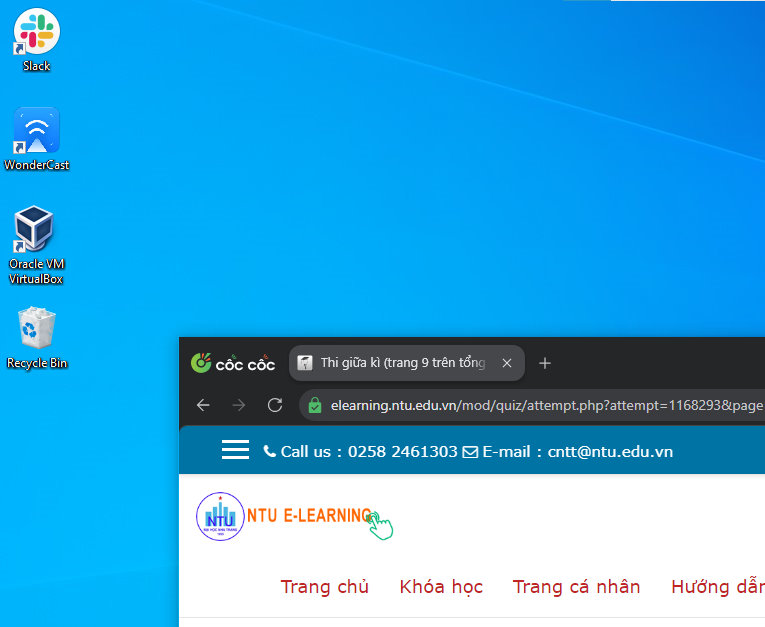 Slack
WonderCast
Oracle VM
VirtualBox
Recycle Bin
cốc cốc
Thi giữa kì (trang 9 trên tổng
elearning.ntu.edu.vn/mod/quiz/attempt.php?attempt=1168293&page
Call us : 0258 2461303 E-mail : cntt@ntu.edu.vn
NTU
NTU E-LEARNING
Trang chủ Khóa học Trang cá nhân Hướng dẫn